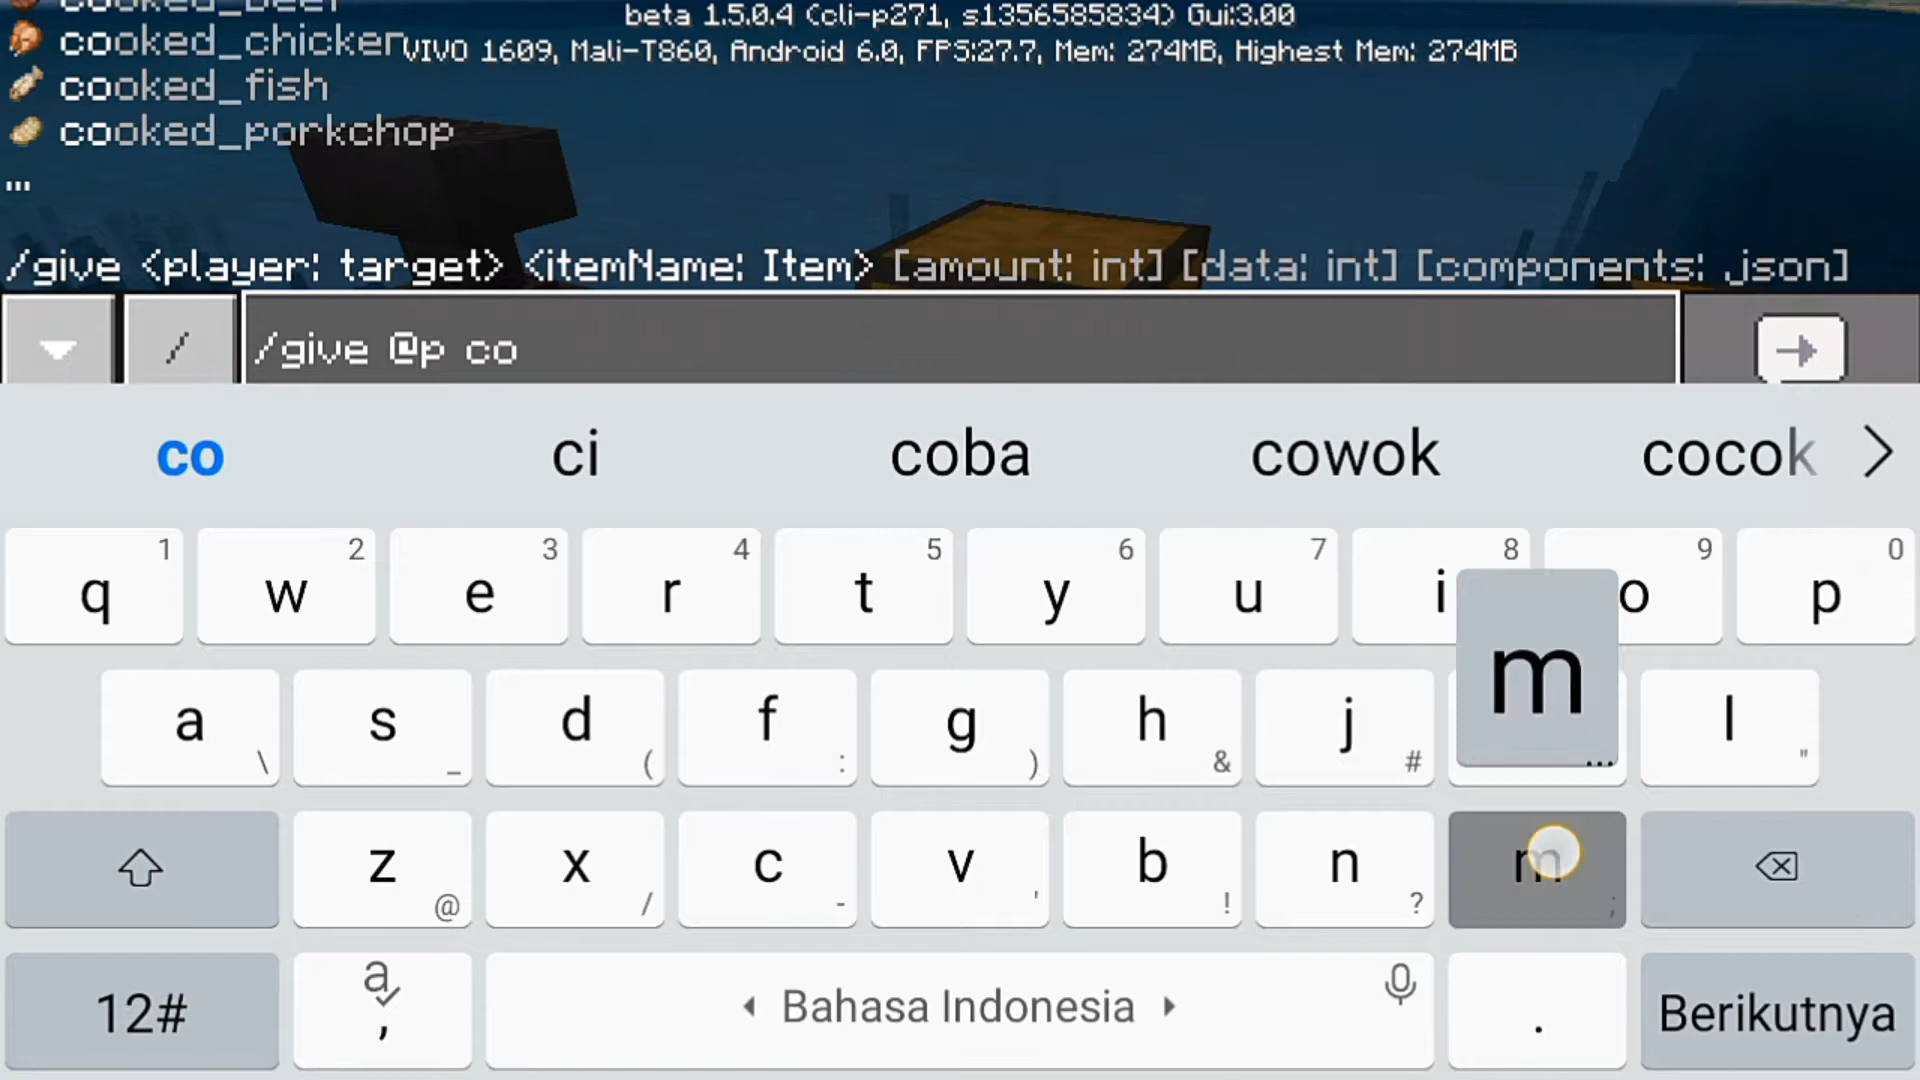 cooked_beef
beta 1.5.0.4 (cli-p271, s1356585834) Gui:3.00
cooked_chicken
VIVO 1609, Mali-T860, Android 6.0, FPS:27.7, Mem: 274MB, Highest Mem: 274MB
cooked_fish
cooked_porkchop
...
/give <player: target> <itemName: Item> [amount: int] [data: int] [components: json]
/
/give @p co
co ci coba cowok cocok
1 2 3 4 5 6 7 8 9 0
q w e r t y u i o p
m
a s d f g h j l
\ _ ( : ) & # ... "
z x c v b n m
@ / - ' ! ? ;
12# a , Bahasa Indonesia . Berikutnya